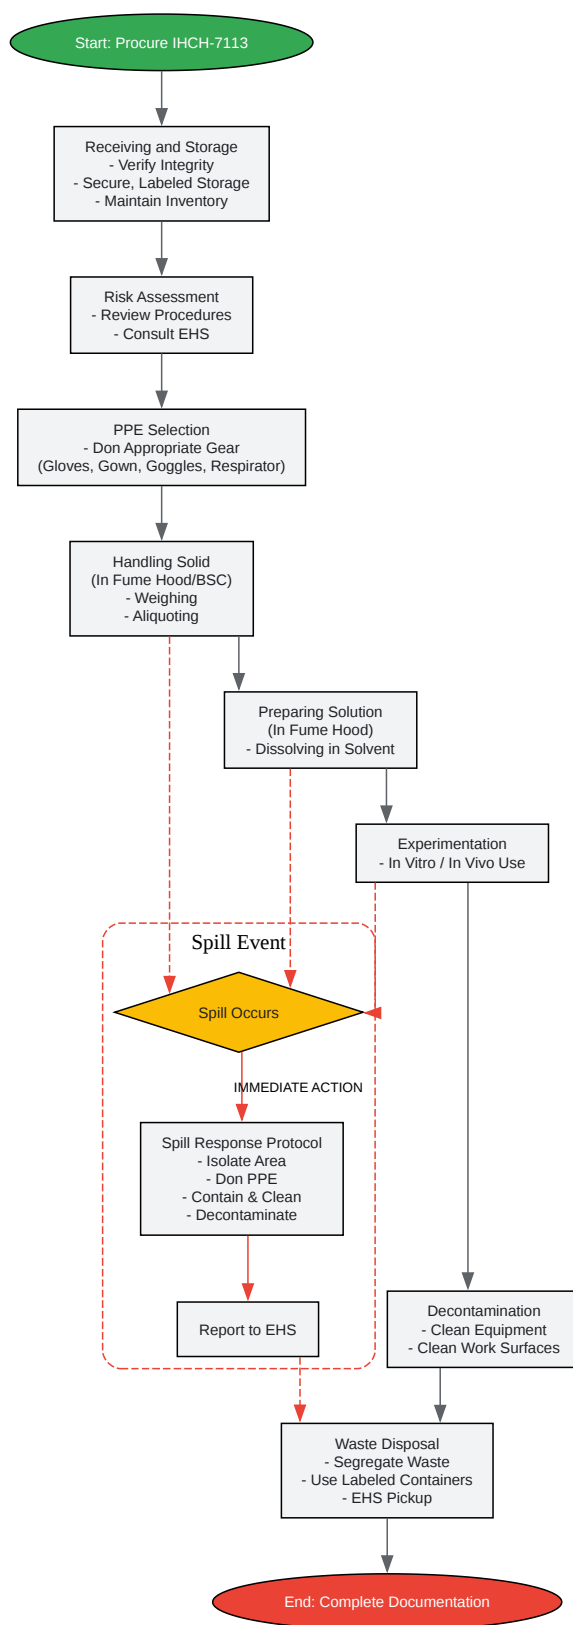 Start: Procure IHCH-7113
Receiving and Storage
- Verify Integrity
- Secure, Labeled Storage
- Maintain Inventory
Risk Assessment
- Review Procedures
- Consult EHS
PPE Selection
- Don Appropriate Gear
(Gloves, Gown, Goggles, Respirator)
Handling Solid
(In Fume Hood/BSC)
- Weighing
- Aliquoting
Preparing Solution
(In Fume Hood)
- Dissolving in Solvent
Experimentation
- In Vitro / In Vivo Use
Spill Event
Spill Occurs
IMMEDIATE ACTION
Spill Response Protocol
- Isolate Area
- Don PPE
- Contain & Clean
- Decontaminate
Report to EHS
Decontamination
- Clean Equipment
- Clean Work Surfaces
Waste Disposal
- Segregate Waste
- Use Labeled Containers
- EHS Pickup
End: Complete Documentation